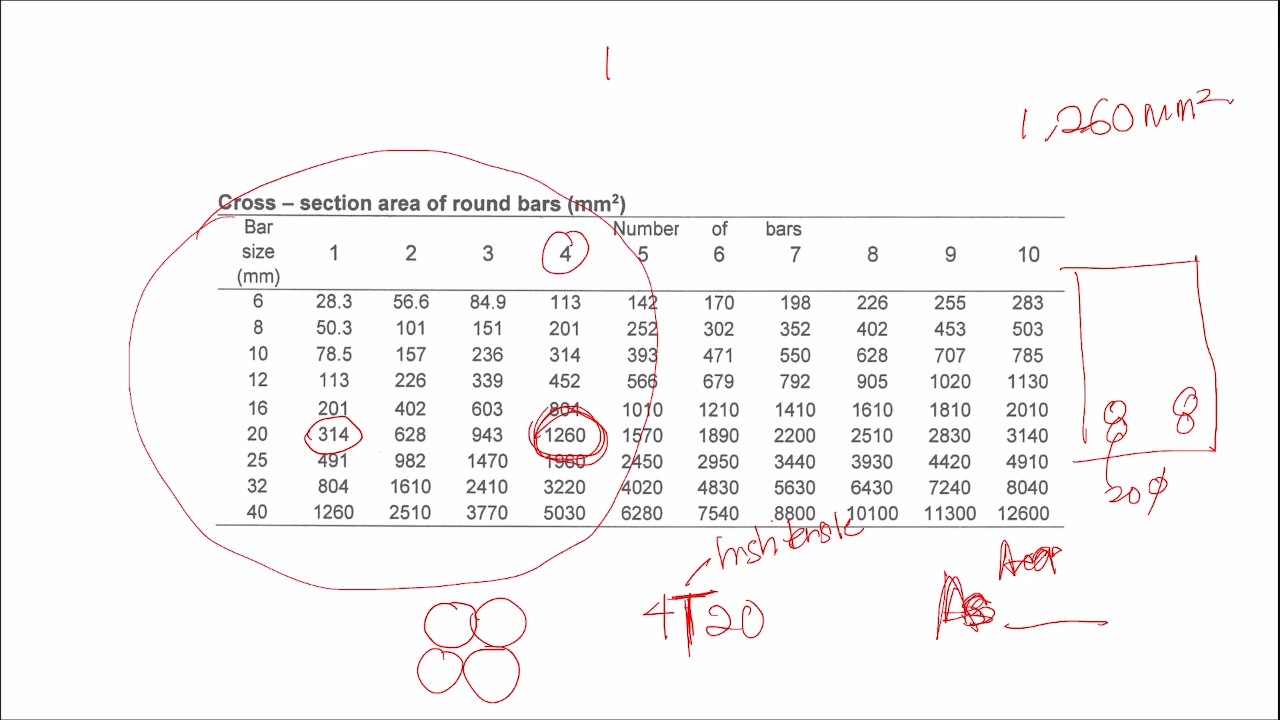 1
1,260 mm²
Cross – section area of round bars (mm²)
Bar size (mm) 1 2 3 4 Number of bars 5 6 7 8 9 10
6 28.3 56.6 84.9 113 142 170 198 226 255 283
8 50.3 101 151 201 252 302 352 402 453 503
10 78.5 157 236 314 393 471 550 628 707 785
12 113 226 339 452 566 679 792 905 1020 1130
16 201 402 603 804 1010 1210 1410 1610 1810 2010
20 314 628 943 1260 1570 1890 2200 2510 2830 3140
25 491 982 1470 1960 2450 2950 3440 3930 4420 4910
32 804 1610 2410 3220 4020 4830 5630 6430 7240 8040
40 1260 2510 3770 5030 6280 7540 8800 10100 11300 12600
20 ϕ
tensile
Area
4T20
As